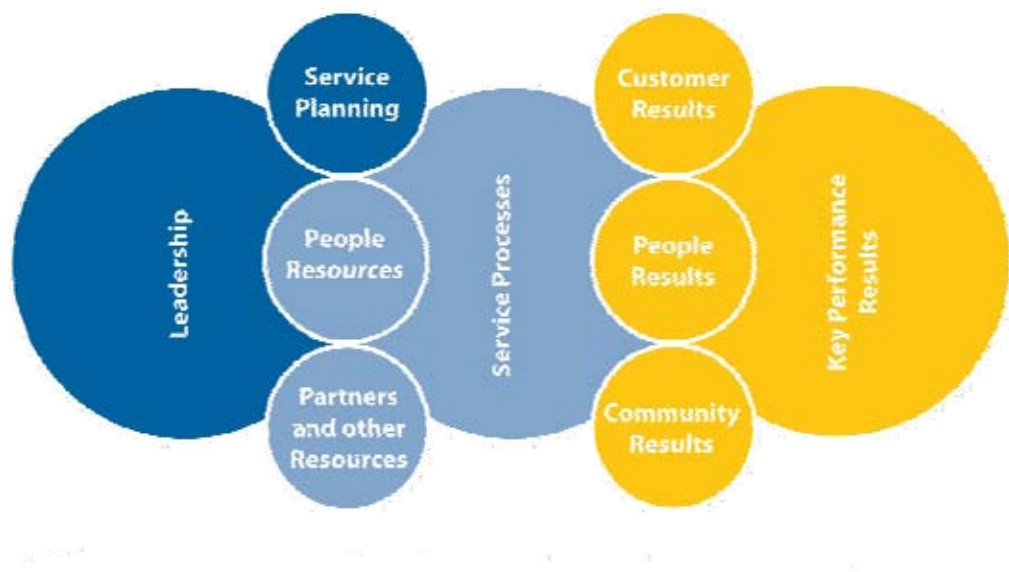 Leadership
Service
Planning
People
Resources
Partners
and other
Resources
Service Processes
Customer
Results
People
Results
Community
Results
Key Performance
Results